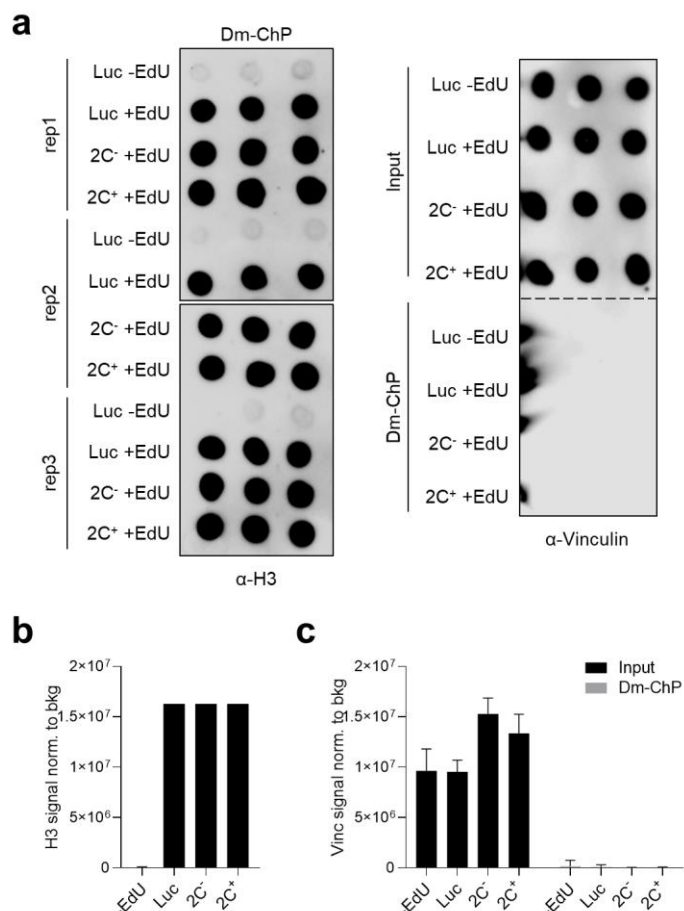 a
Dm-ChP
rep1
Luc -EdU
Luc +EdU
2C⁻ +EdU
2C⁺ +EdU
rep2
Luc -EdU
Luc +EdU
2C⁻ +EdU
2C⁺ +EdU
rep3
Luc -EdU
Luc +EdU
2C⁻ +EdU
2C⁺ +EdU
α-H3
Input
Luc -EdU
Luc +EdU
2C⁻ +EdU
2C⁺ +EdU
Dm-ChP
Luc -EdU
Luc +EdU
2C⁻ +EdU
2C⁺ +EdU
α-Vinculin
b
H3 signal norm. to bkg
2×10⁷
1.5×10⁷
1×10⁷
5×10⁶
0
-EdU
Luc
2C⁻
2C⁺
c
Vinc signal norm. to bkg
2×10⁷
1.5×10⁷
1×10⁷
5×10⁶
0
Input
Dm-ChP
-EdU
Luc
2C⁻
2C⁺
-EdU
Luc
2C⁻
2C⁺